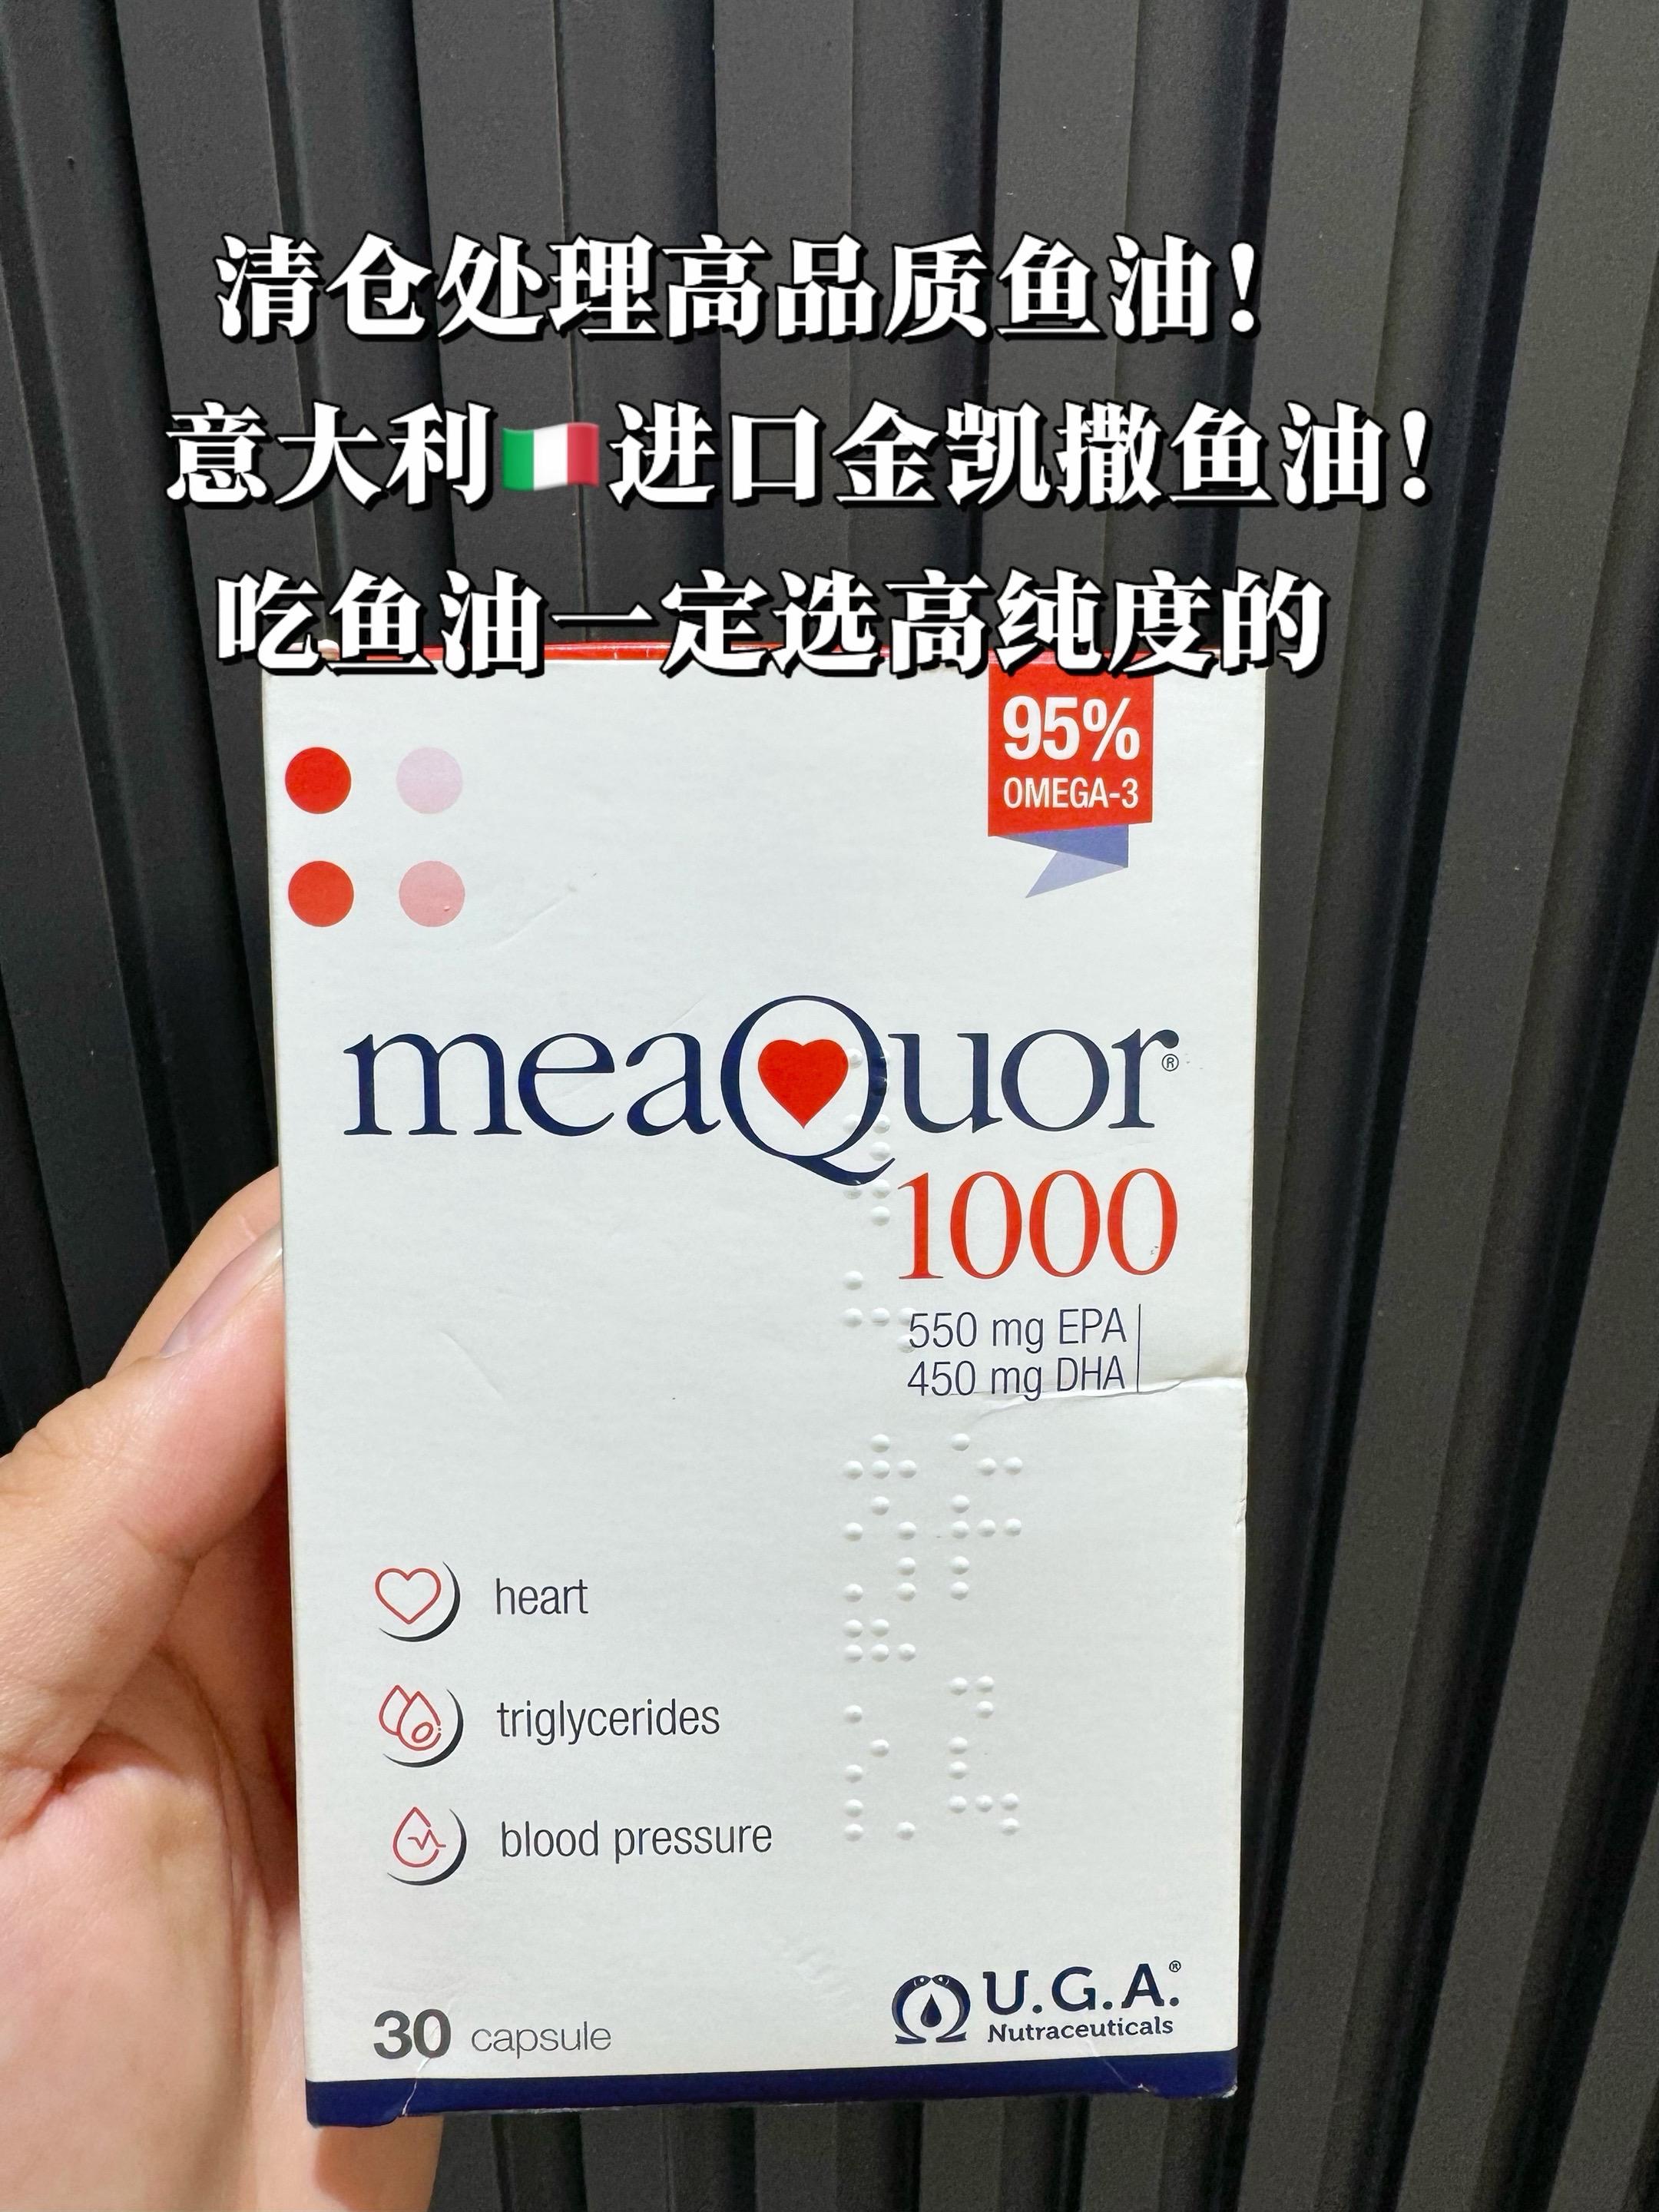 清仓处理高品质鱼油！
意大利🇮🇹进口金凯撒鱼油！
吃鱼油一定选高纯度的
95%
OMEGA-3
meaQuor®
1000
550 mg EPA
450 mg DHA
heart
triglycerides
blood pressure
30 capsule
U.G.A.®
Nutraceuticals